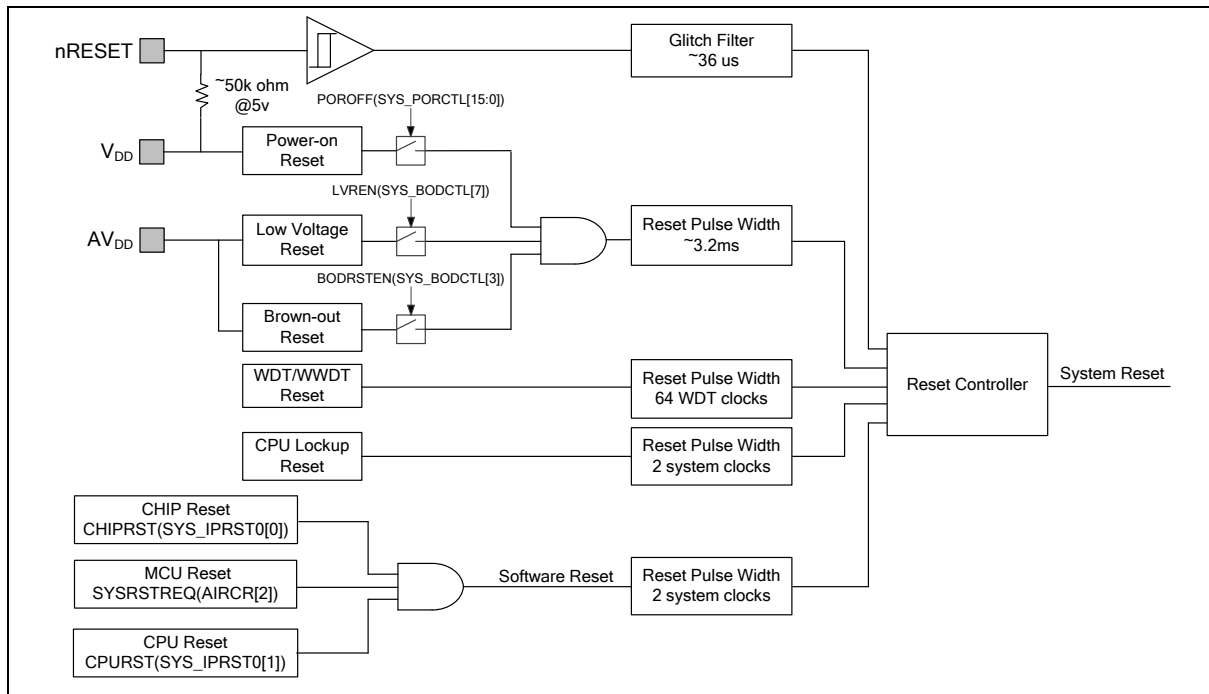 nRESET
Glitch Filter
~36 us
~50k ohm
@5v
POROFF(SYS_PORCTL[15:0])
VDD
Power-on
Reset
LVREN(SYS_BODCTL[7])
AVDD
Low Voltage
Reset
Reset Pulse Width
~3.2ms
BODRSTEN(SYS_BODCTL[3])
Brown-out
Reset
WDT/WWDT
Reset
Reset Pulse Width
64 WDT clocks
Reset Controller
System Reset
CPU Lockup
Reset
Reset Pulse Width
2 system clocks
CHIP Reset
CHIPRST(SYS_IPRST0[0])
MCU Reset
SYSRSTREQ(AIRCR[2])
Software Reset
Reset Pulse Width
2 system clocks
CPU Reset
CPURST(SYS_IPRST0[1])